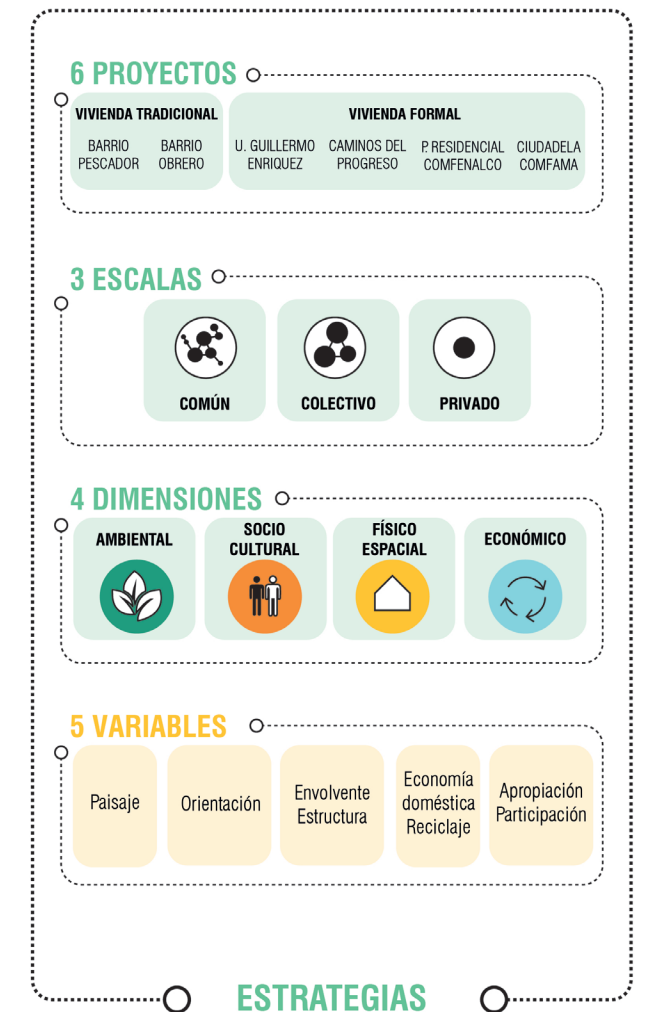 6 PROYECTOS
VIVIENDA TRADICIONAL
BARRIO
PESCADOR
BARRIO
OBRERO
VIVIENDA FORMAL
U. GUILLERMO
ENRIQUEZ
CAMINOS DEL
PROGRESO
P. RESIDENCIAL
COMFENALCO
CIUDADELA
COMFAMA
3 ESCALAS
COMÚN
COLECTIVO
PRIVADO
4 DIMENSIONES
AMBIENTAL
SOCIO
CULTURAL
FÍSICO
ESPACIAL
ECONÓMICO
5 VARIABLES
Paisaje
Orientación
Envolvente
Estructura
Economía
doméstica
Reciclaje
Apropiación
Participación
ESTRATEGIAS